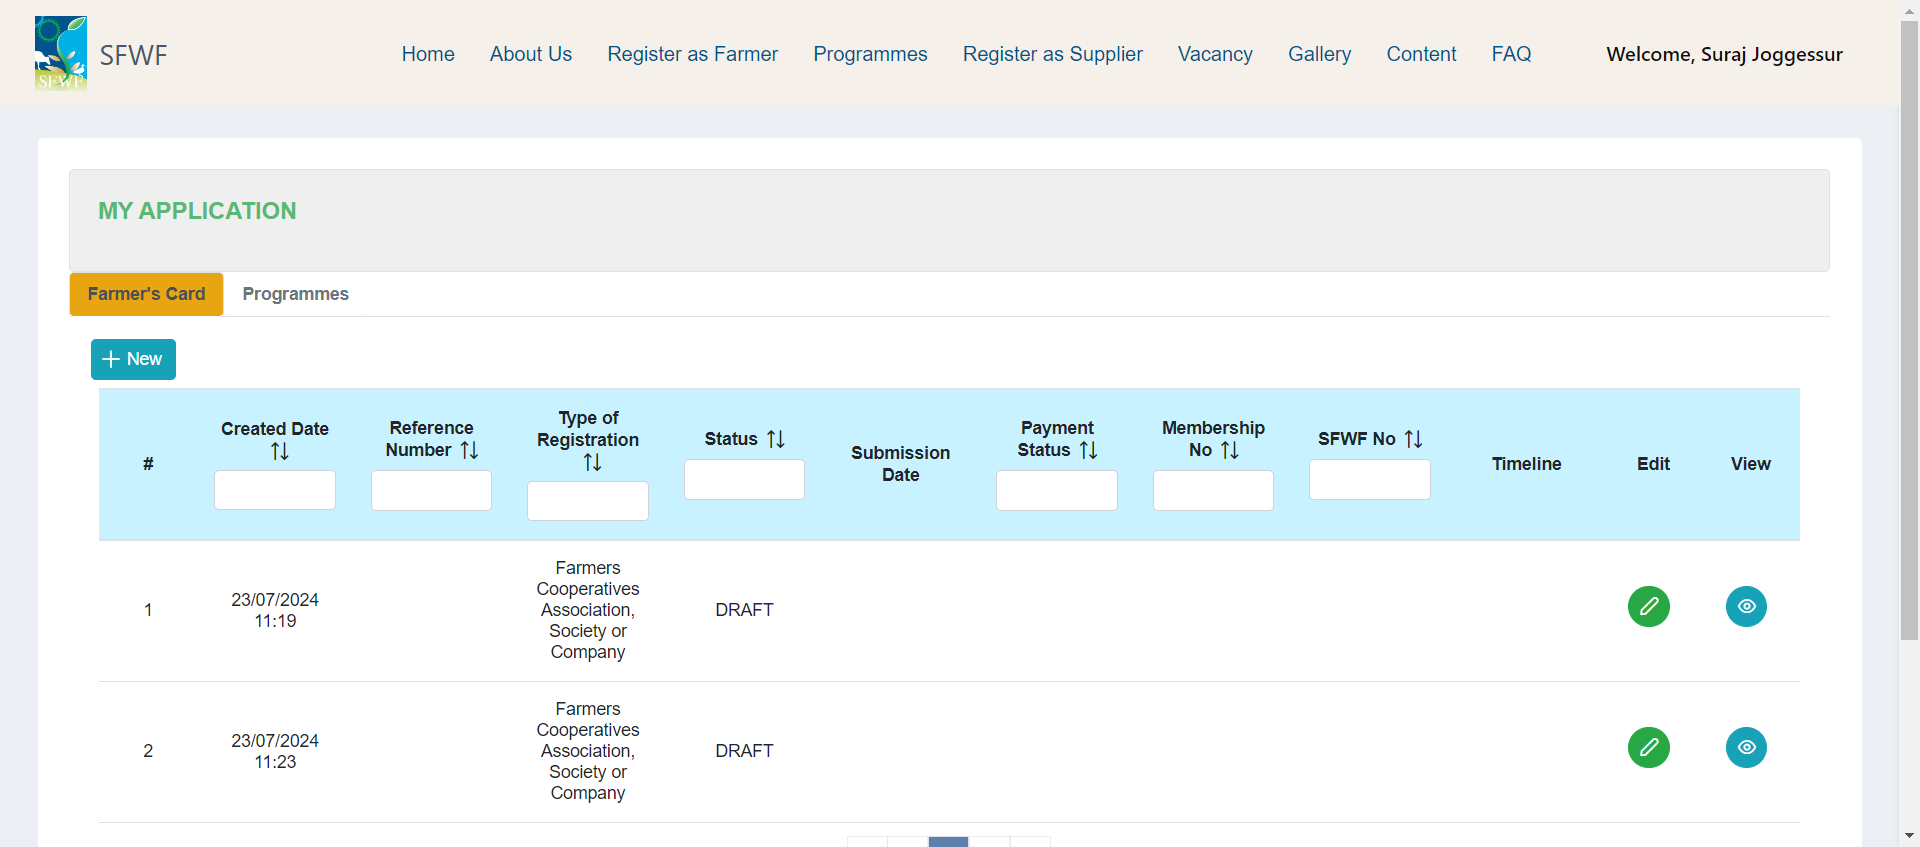 SFWF
SFWF
Home About Us Register as Farmer Programmes Register as Supplier Vacancy Gallery Content FAQ Welcome, Suraj Joggessur
MY APPLICATION
Farmer's Card Programmes
New
#
Created Date
Reference
Number
Type of
Registration
Status
Submission
Date
Payment
Status
Membership
No
SFWF No
Timeline
Edit
View
1
23/07/2024
11:19
Farmers
Cooperatives
Association,
Society or
Company
DRAFT
2
23/07/2024
11:23
Farmers
Cooperatives
Association,
Society or
Company
DRAFT